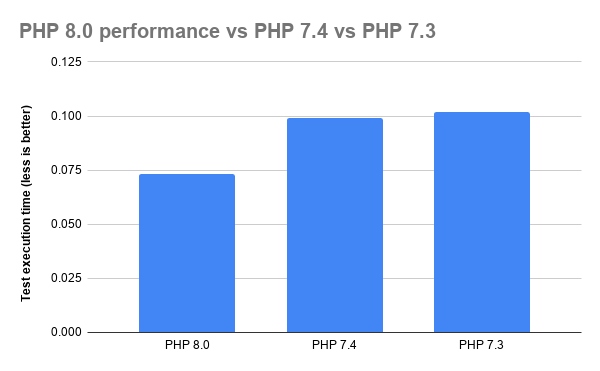 PHP 8.0 performance vs PHP 7.4 vs PHP 7.3
Test execution time (less is better)
0.125
0.100
0.075
0.050
0.025
0.000
PHP 8.0
PHP 7.4
PHP 7.3